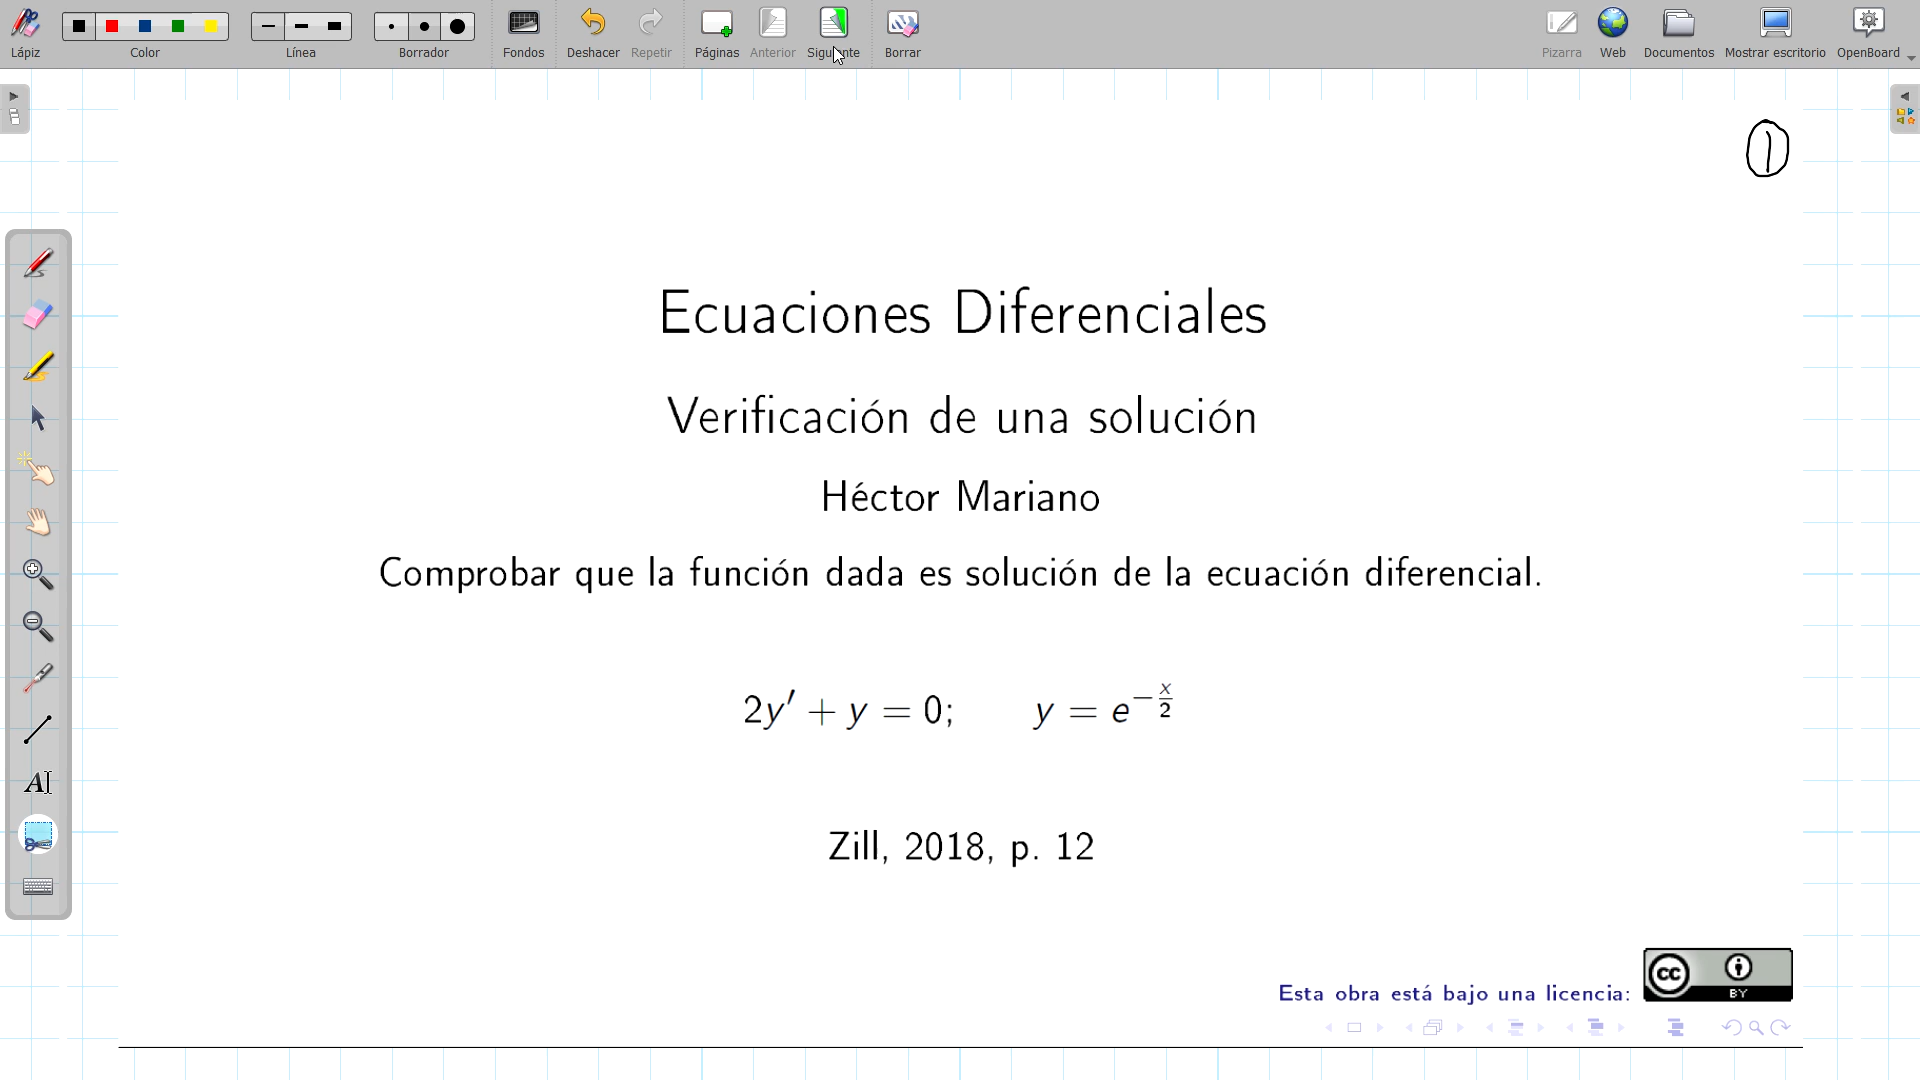 Lápiz
Color
Línea
Borrador
Fondos
Deshacer
Repetir
Páginas
Anterior
Siguiente
Borrar
Pizarra
Web
Documentos
Mostrar escritorio
OpenBoard
1
Ecuaciones Diferenciales
Verificación de una solución
Héctor Mariano
Comprobar que la función dada es solución de la ecuación diferencial.
2y′ + y = 0; y = e^{-x/2}
Zill, 2018, p. 12
Esta obra está bajo una licencia:
cc BY